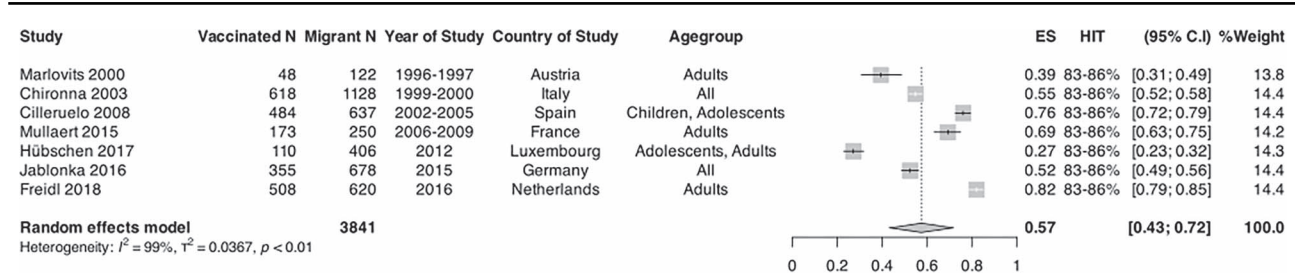 Study Vaccinated N Migrant N Year of Study Country of Study Agegroup ES HIT (95% C.I) %Weight
Marlovits 2000 48 122 1996-1997 Austria Adults 0.39 83-86% [0.31; 0.49] 13.8
Chironna 2003 618 1128 1999-2000 Italy All 0.55 83-86% [0.52; 0.58] 14.4
Cilleruelo 2008 484 637 2002-2005 Spain Children, Adolescents 0.76 83-86% [0.72; 0.79] 14.4
Mullaert 2015 173 250 2006-2009 France Adults 0.69 83-86% [0.63; 0.75] 14.2
Hübschen 2017 110 406 2012 Luxembourg Adolescents, Adults 0.27 83-86% [0.23; 0.32] 14.3
Jablonka 2016 355 678 2015 Germany All 0.52 83-86% [0.49; 0.56] 14.4
Freidl 2018 508 620 2016 Netherlands Adults 0.82 83-86% [0.79; 0.85] 14.4
Random effects model 3841 0.57 [0.43; 0.72] 100.0
Heterogeneity: I² = 99%, τ² = 0.0367, p < 0.01
0 0.2 0.4 0.6 0.8 1